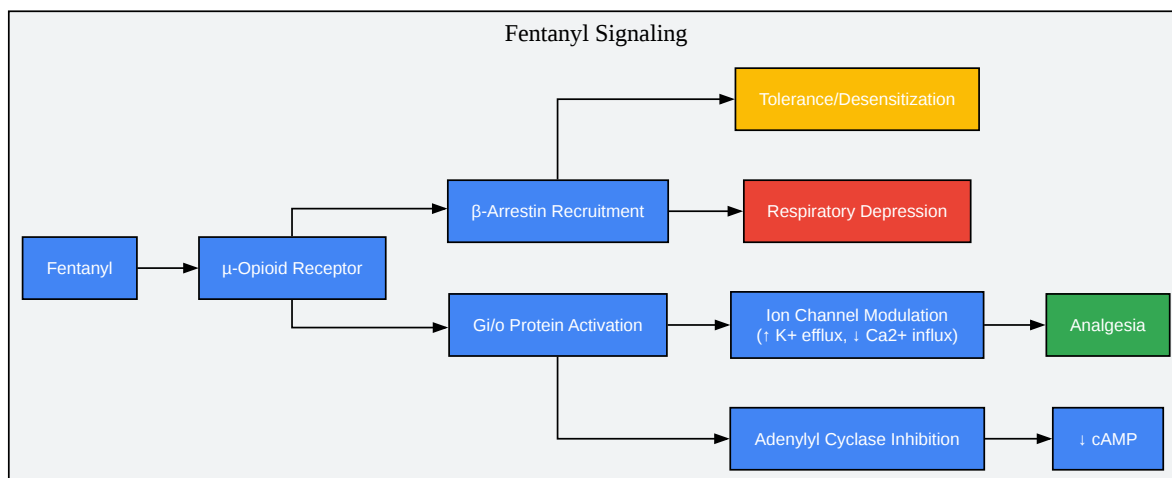 Fentanyl Signaling
Tolerance/Desensitization
β-Arrestin Recruitment
Respiratory Depression
Fentanyl
µ-Opioid Receptor
Gi/o Protein Activation
Ion Channel Modulation
(↑ K+ efflux, ↓ Ca2+ influx)
Analgesia
Adenylyl Cyclase Inhibition
↓ cAMP